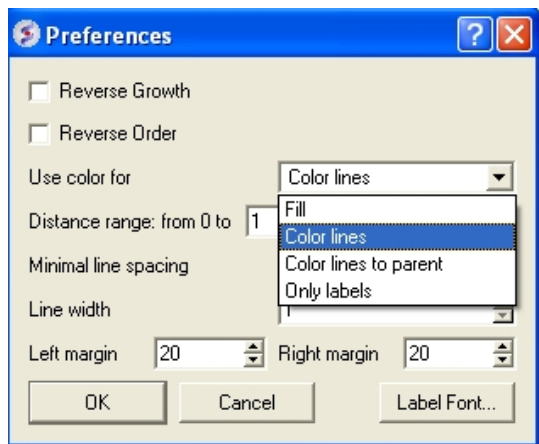 Preferences
Reverse Growth
Reverse Order
Use color for Color lines
Fill
Distance range: from 0 to 1
Color lines
Minimal line spacing
Color lines to parent
Only labels
Line width
Left margin 20 Right margin 20
OK Cancel Label Font...